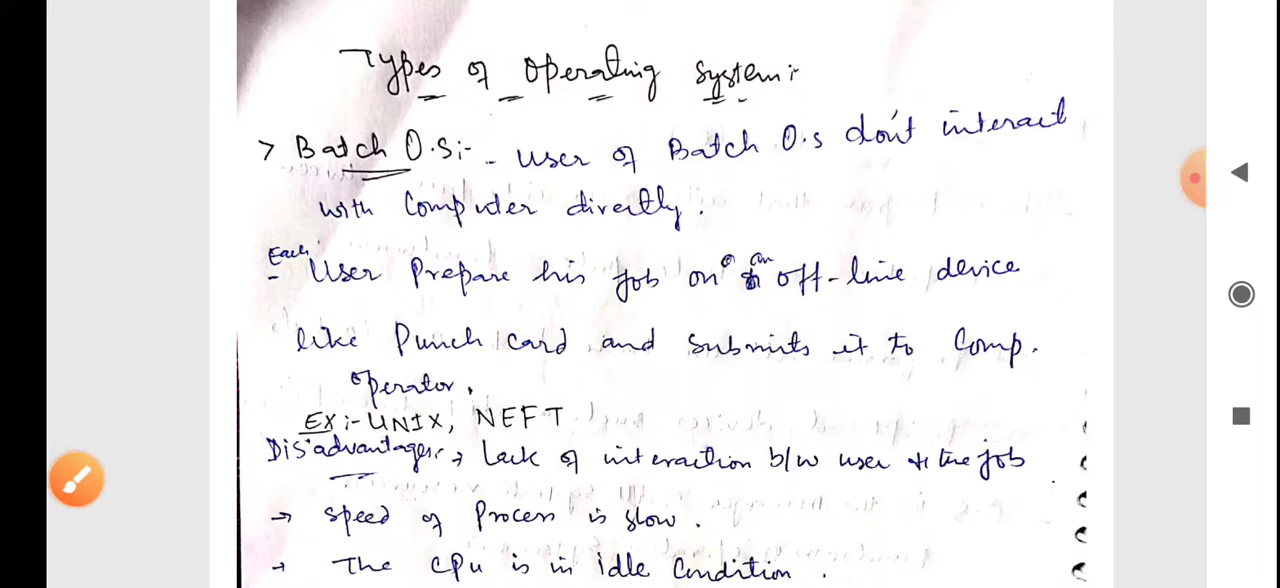 Types of Operating System:-
> Batch O.S:- - User of Batch O.S don't interact
with Computer directly.
- Each User Prepare his job on an off-line device
like Punch card and submits it to Comp.
Operator.
EX:- UNIX, NEFT
Disadvantages:- → Lack of interaction b/w user & the job
→ Speed of Process is slow.
→ The CPU is in idle Condition.